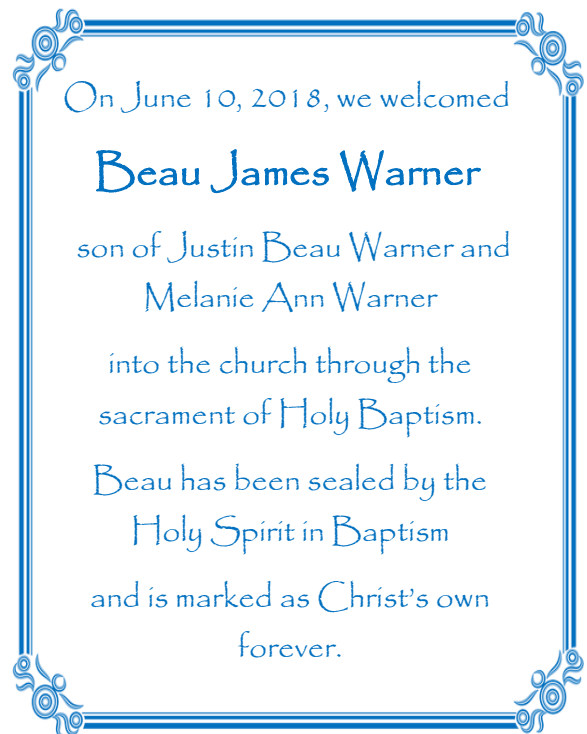 On June 10, 2018, we welcomed
Beau James Warner
son of Justin Beau Warner and
Melanie Ann Warner
into the church through the
sacrament of Holy Baptism.
Beau has been sealed by the
Holy Spirit in Baptism
and is marked as Christ’s own
forever.